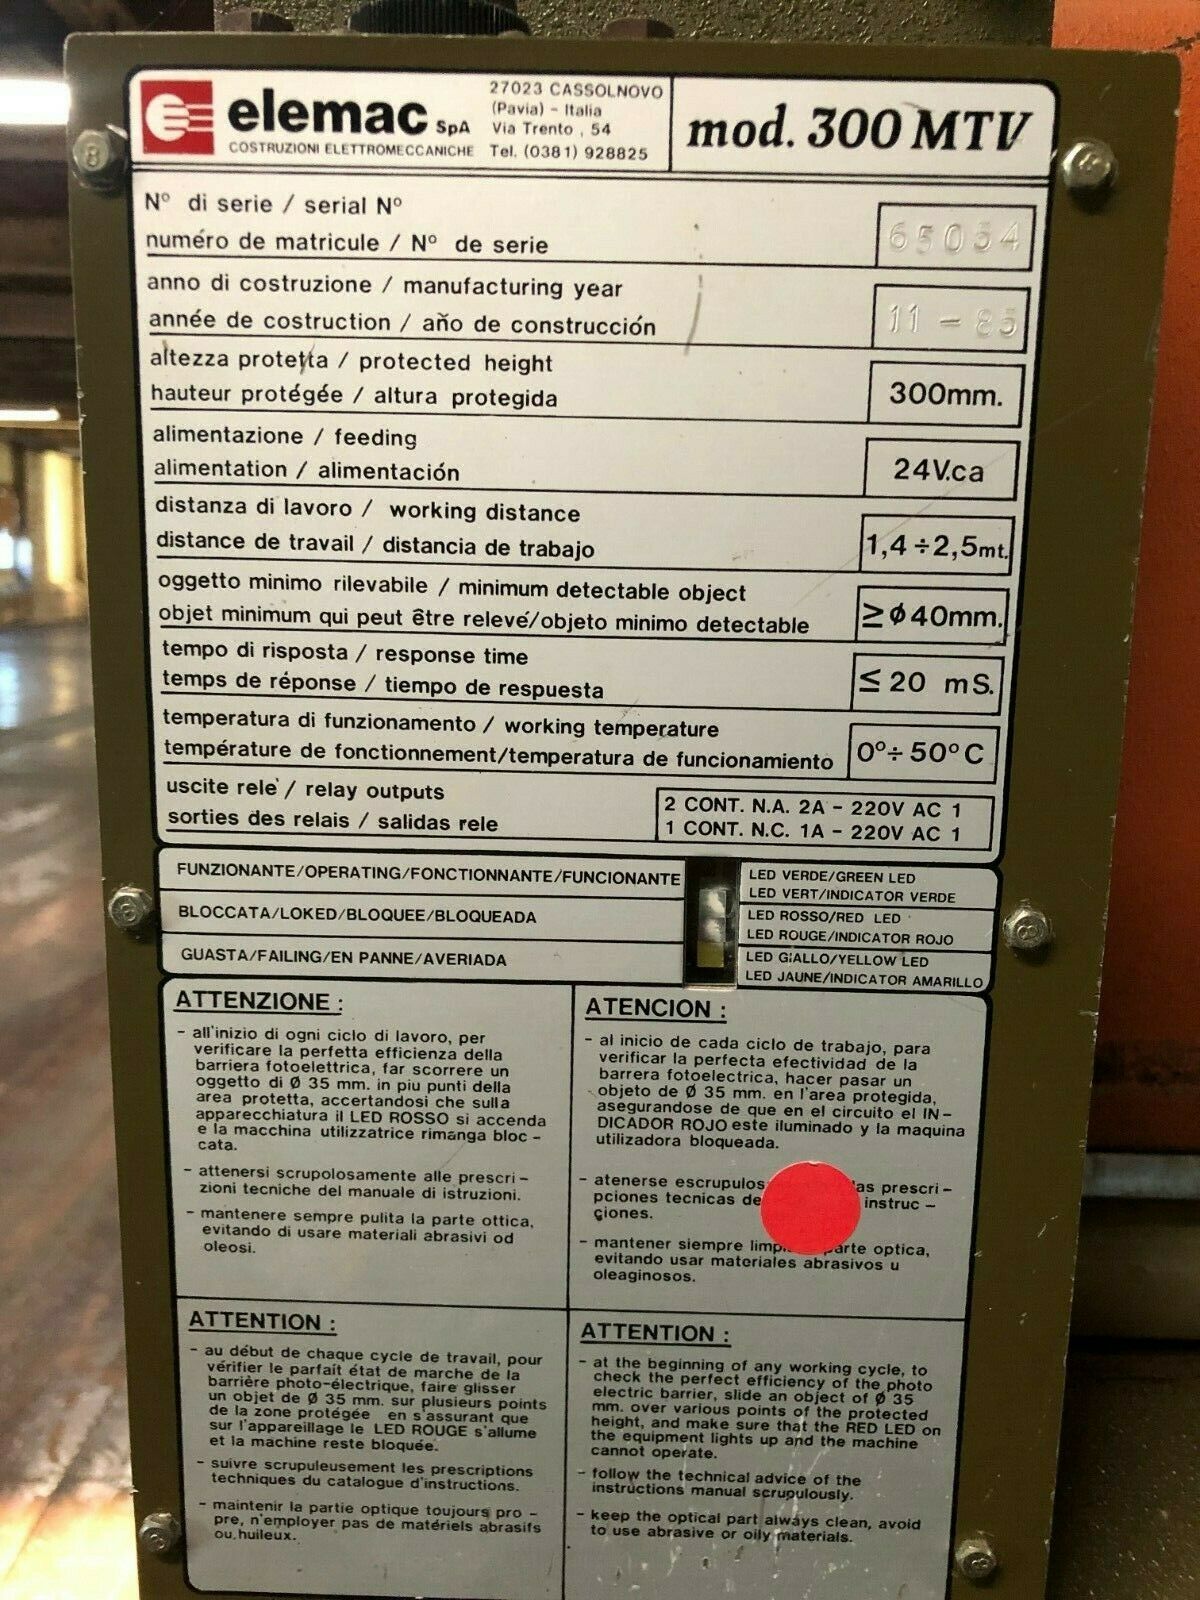 elemac SpA
COSTRUZIONI ELETTROMECCANICHE
27023 CASSOLNOVO
(Pavia) - Italia
Via Trento , 54
Tel. (0381) 928825
mod. 300 MTV
N° di serie / serial N°
numéro de matricule / N° de serie
65034
anno di costruzione / manufacturing year
année de costruction / año de construcción
11 - 85
altezza protetta / protected height
hauteur protégée / altura protegida
300mm.
alimentazione / feeding
alimentation / alimentación
24V.ca
distanza di lavoro / working distance
distance de travail / distancia de trabajo
1,4÷2,5mt.
oggetto minimo rilevabile / minimum detectable object
objet minimum qui peut être relevé/objeto minimo detectable
≥ϕ40mm.
tempo di risposta / response time
temps de réponse / tiempo de respuesta
≤ 20 mS.
temperatura di funzionamento / working temperature
température de fonctionnement/temperatura de funcionamiento
0°÷ 50°C
uscite relè / relay outputs
sorties des relais / salidas rele
2 CONT. N.A. 2A - 220V AC 1
1 CONT. N.C. 1A - 220V AC 1
FUNZIONANTE/OPERATING/FONCTIONNANTE/FUNCIONANTE
LED VERDE/GREEN LED
LED VERT/INDICATOR VERDE
BLOCCATA/LOKED/BLOQUEE/BLOQUEADA
LED ROSSO/RED LED
LED ROUGE/INDICATOR ROJO
GUASTA/FAILING/EN PANNE/AVERIADA
LED GIALLO/YELLOW LED
LED JAUNE/INDICATOR AMARILLO
ATTENZIONE :
- all'inizio di ogni ciclo di lavoro, per
verificare la perfetta efficienza della
barriera fotoelettrica, far scorrere un
oggetto di Ø 35 mm. in piu punti della
area protetta, accertandosi che sulla
apparecchiatura il LED ROSSO si accenda
e la macchina utilizzatrice rimanga bloc -
cata.
- attenersi scrupolosamente alle prescri -
zioni tecniche del manuale di istruzioni.
- mantenere sempre pulita la parte ottica,
evitando di usare materiali abrasivi od
oleosi.
ATENCION :
- al inicio de cada ciclo de trabajo, para
verificar la perfecta efectividad de la
barrera fotoelectrica, hacer pasar un
objeto de Ø 35 mm. en l'area protegida,
asegurandose de que en el circuito el IN-
DICADOR ROJO este iluminado y la maquina
utilizadora bloqueada.
- atenerse escrupulos las prescri -
pciones tecnicas de instruc -
ciones.
- mantener siempre limp parte optica,
evitando usar materiales abrasivos u
oleaginosos.
ATTENTION :
- au début de chaque cycle de travail, pour
vérifier le parfait état de marche de la
barrière photo-électrique, faire glisser
un objet de Ø 35 mm. sur plusieurs points
de la zone protégée en s'assurant que
sur l'appareillage le LED ROUGE s'allume
et la machine reste bloquée.
- suivre scrupuleusement les prescriptions
techniques du catalogue d'instructions.
- maintenir la partie optique toujours pro -
pre, n'employer pas de matériels abrasifs
ou huileux.
ATTENTION :
- at the beginning of any working cycle, to
check the perfect efficiency of the photo
electric barrier, slide an object of Ø 35
mm. over various points of the protected
height, and make sure that the RED LED on
the equipment lights up and the machine
cannot operate.
- follow the technical advice of the
instructions manual scrupulously.
- keep the optical part always clean, avoid
to use abrasive or oily materials.